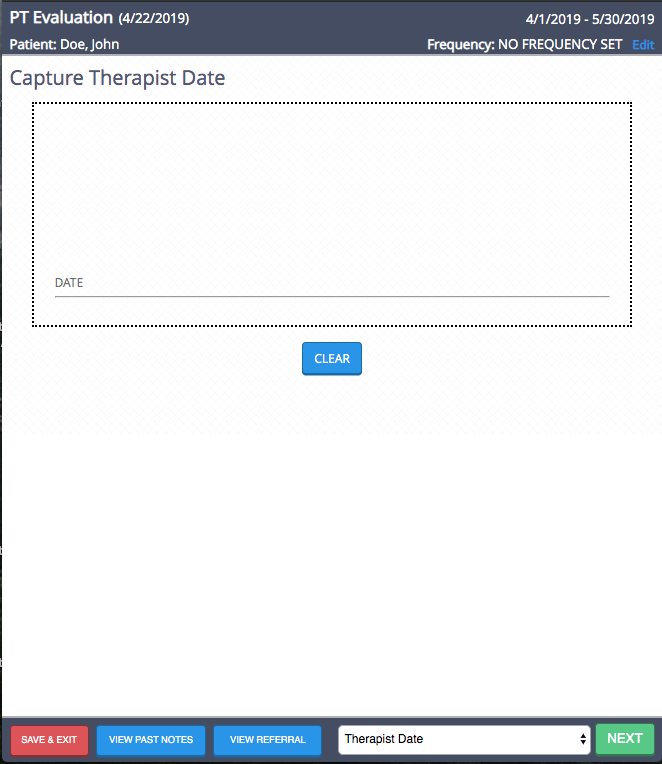 PT Evaluation (4/22/2019) 4/1/2019 - 5/30/2019
Patient: Doe, John Frequency: NO FREQUENCY SET Edit
Capture Therapist Date
DATE
CLEAR
SAVE & EXIT VIEW PAST NOTES VIEW REFERRAL Therapist Date NEXT